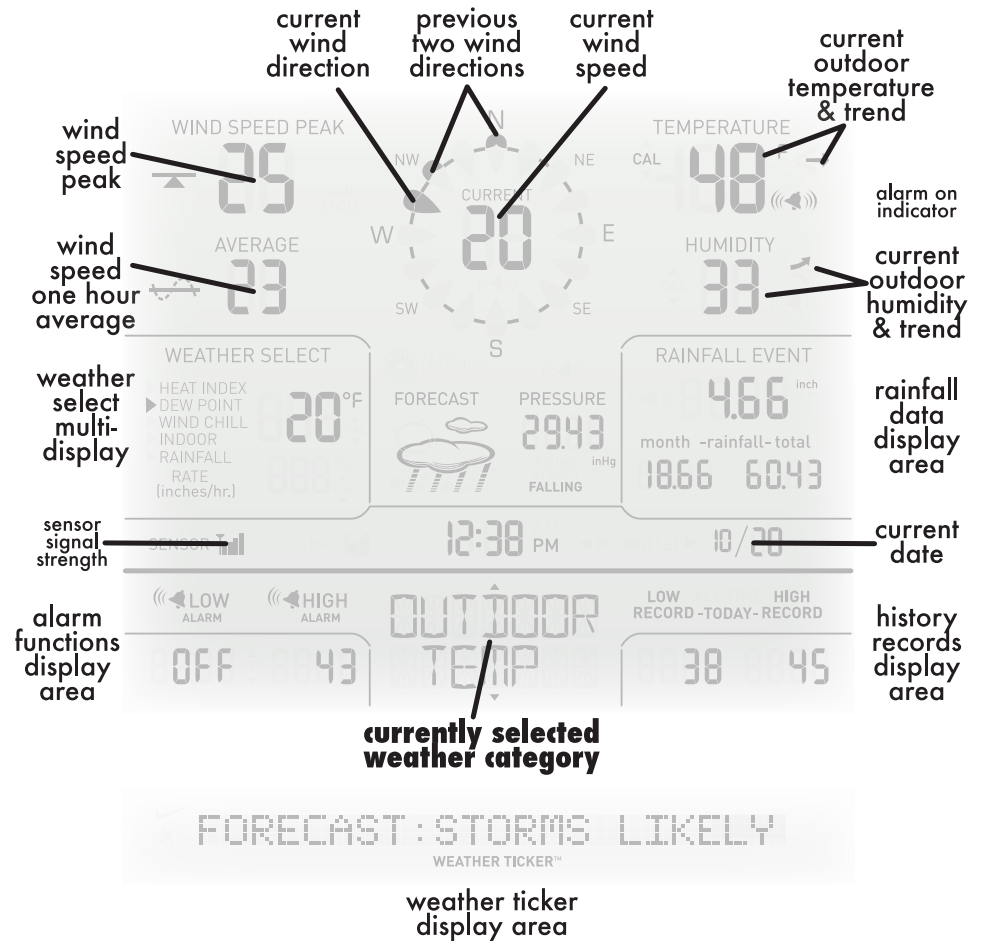 current
wind
direction
previous
two wind
directions
current
wind
speed
current
outdoor
temperature
& trend
wind
speed
peak
WIND SPEED PEAK
25
N
NW
NE
CURRENT
20
W
E
SW
SE
S
TEMPERATURE
CAL
48
F
alarm on
indicator
wind
speed
one hour
average
AVERAGE
23
HUMIDITY
33
current
outdoor
humidity
& trend
weather
select
multi-
display
WEATHER SELECT
HEAT INDEX
DEW POINT
WIND CHILL
INDOOR
RAINFALL
RATE
(inches/hr.)
20°F
FORECAST
PRESSURE
29.43
inHg
FALLING
RAINFALL EVENT
4.66 inch
month -rainfall- total
18.66 60.43
rainfall
data
display
area
sensor
signal
strength
SENSOR
12:38 PM
10/28
current
date
alarm
functions
display
area
LOW
ALARM
HIGH
ALARM
OFF
43
OUTDOOR
TEMP
LOW HIGH
RECORD -TODAY- RECORD
38 45
history
records
display
area
currently selected
weather category
FORECAST:STORMS LIKELY
WEATHER TICKER™
weather ticker
display area